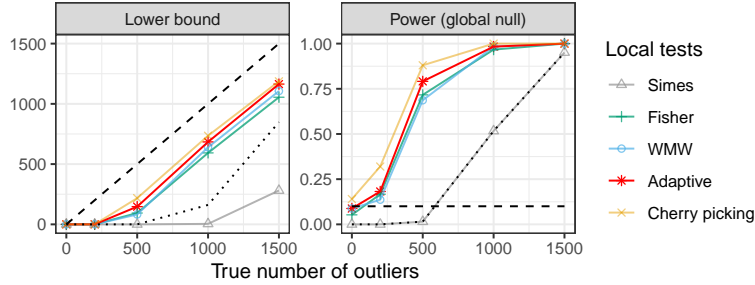 Lower bound
Power (global null)
1500
1000
500
0
1.00
0.75
0.50
0.25
0.10
0.00
0 500 1000 1500
0 500 1000 1500
True number of outliers
Local tests
Simes
Fisher
WMW
Adaptive
Cherry picking